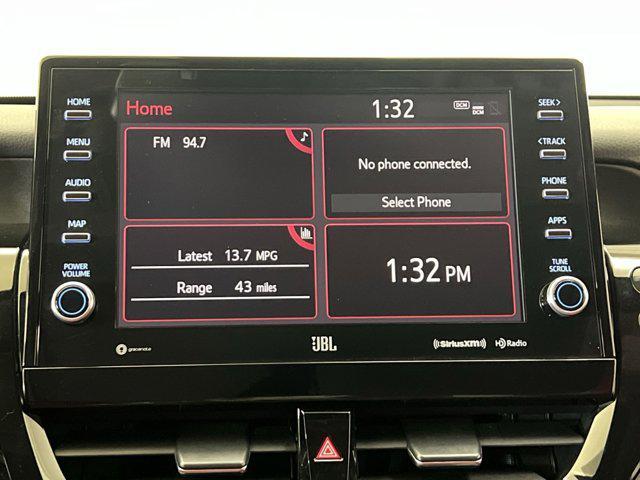 HOME
MENU
AUDIO
MAP
POWER
VOLUME
Home
1:32
DCM
DCM
FM 94.7
No phone connected.
Select Phone
Latest 13.7 MPG
Range 43 miles
1:32 PM
SEEK >
< TRACK
PHONE
APPS
TUNE
SCROLL
gracenote
JBL
((SiriusXM))
HD Radio